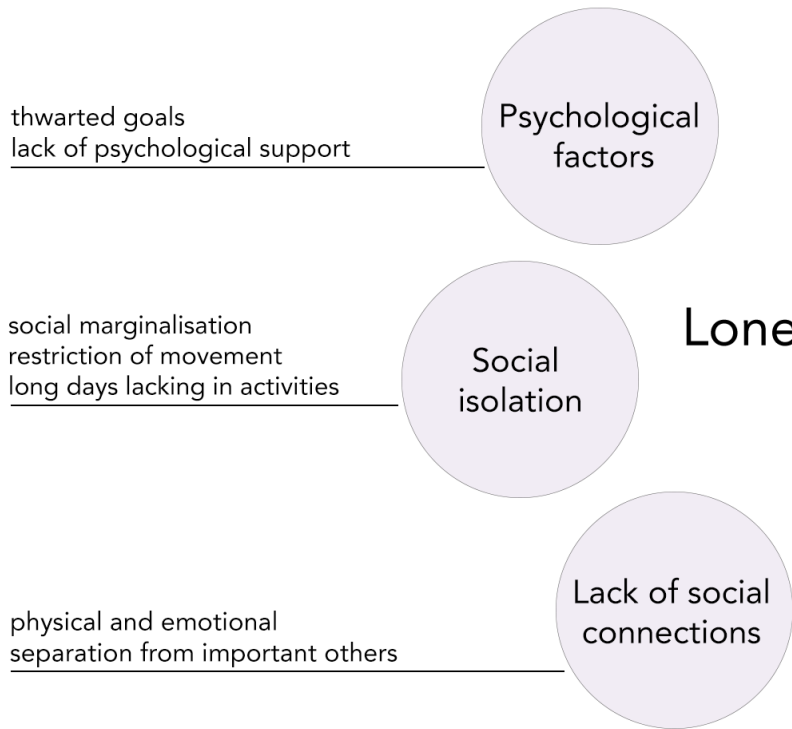 thwarted goals
lack of psychological support
Psychological
factors
social marginalisation
restriction of movement
long days lacking in activities
Social
isolation
Lone
physical and emotional
separation from important others
Lack of social
connections